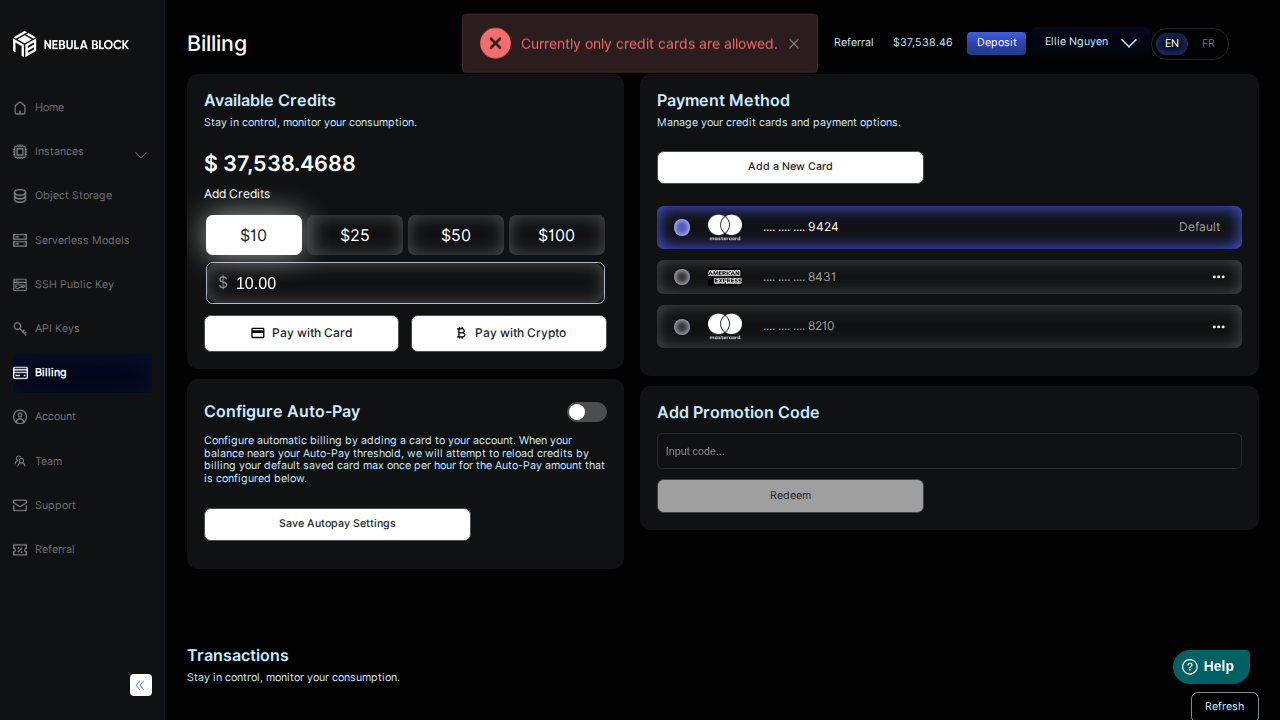 NEBULA BLOCK
Home
Instances
Object Storage
Serverless Models
SSH Public Key
API Keys
Billing
Account
Team
Support
Referral
Billing
Currently only credit cards are allowed.
Referral
$37,538.46
Deposit
Ellie Nguyen
EN
FR
Available Credits
Stay in control, monitor your consumption.
$ 37,538.4688
Add Credits
$10
$25
$50
$100
$ 10.00
Pay with Card
Pay with Crypto
Configure Auto-Pay
Configure automatic billing by adding a card to your account. When your
balance nears your Auto-Pay threshold, we will attempt to reload credits by
billing your default saved card max once per hour for the Auto-Pay amount that
is configured below.
Save Autopay Settings
Payment Method
Manage your credit cards and payment options.
Add a New Card
mastercard
.... .... .... 9424
Default
AMERICAN
EXPRESS
.... .... .... 8431
mastercard
.... .... .... 8210
Add Promotion Code
Input code...
Redeem
Transactions
Stay in control, monitor your consumption.
Help
Refresh